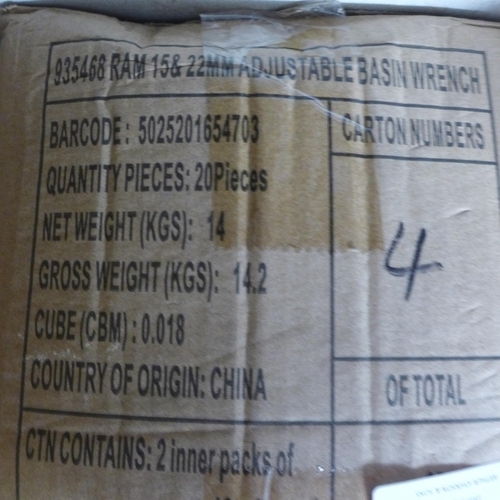 935468 RAM 15& 22MM ADJUSTABLE BASIN WRENCH
BARCODE: 5025201654703
CARTON NUMBERS
QUANTITY PIECES: 20Pieces
NET WEIGHT (KGS): 14
4
GROSS WEIGHT (KGS): 14.2
CUBE (CBM) : 0.018
COUNTRY OF ORIGIN: CHINA
OF TOTAL
CTN CONTAINS: 2 inner packs of